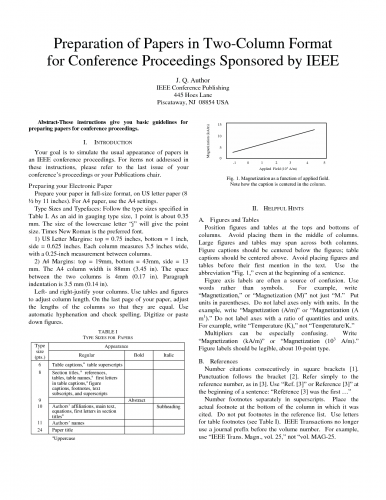 Preparation of Papers in Two-Column Format
for Conference Proceedings Sponsored by IEEE
J. Q. Author
IEEE Conference Publishing
445 Hoes Lane
Piscataway, NJ 08854 USA
Abstract-These instructions give you basic guidelines for
preparing papers for conference proceedings.
I. INTRODUCTION
Your goal is to simulate the usual appearance of papers in
an IEEE conference proceedings. For items not addressed in
these instructions, please refer to the last issue of your
conference's proceedings or your Publications chair.
Preparing your Electronic Paper
Prepare your paper in full-size format, on US letter paper (8
½ by 11 inches). For A4 paper, use the A4 settings.
Type Sizes and Typefaces: Follow the type sizes specified in
Table I. As an aid in gauging type size, 1 point is about 0.35
mm. The size of the lowercase letter "j" will give the point
size. Times New Roman is the preferred font.
1) US Letter Margins: top = 0.75 inches, bottom = 1 inch,
side = 0.625 inches. Each column measures 3.5 inches wide,
with a 0.25-inch measurement between columns.
2) A4 Margins: top = 19mm, bottom = 43mm, side = 13
mm. The A4 column width is 88mm (3.45 in). The space
between the two columns is 4mm (0.17 in). Paragraph
indentation is 3.5 mm (0.14 in).
Left- and right-justify your columns. Use tables and figures
to adjust column length. On the last page of your paper, adjust
the lengths of the columns so that they are equal. Use
automatic hyphenation and check spelling. Digitize or paste
down figures.
TABLE I
TYPE SIZES FOR PAPERS
Type
size
(pts.)
Appearance
Regular Bold Italic
6 Table captions,ª table superscripts
8 Section titles,ª references,
tables, table names,ª first letters
in table captions,ª figure
captions, footnotes, text
subscripts, and superscripts
9 Abstract
10 Authors' affiliations, main text, Subheading
equations, first letters in section
titlesª
11 Authors' names
24 Paper title
ªUppercase
Magnetization (kA/m)
15
10
5
0
-1 0 1 2 3 4 5
Applied Field (10⁴ A/m)
Fig. 1. Magnetization as a function of applied field.
Note how the caption is centered in the column.
II. HELPFUL HINTS
A. Figures and Tables
Position figures and tables at the tops and bottoms of
columns. Avoid placing them in the middle of columns.
Large figures and tables may span across both columns.
Figure captions should be centered below the figures; table
captions should be centered above. Avoid placing figures and
tables before their first mention in the text. Use the
abbreviation "Fig. 1," even at the beginning of a sentence.
Figure axis labels are often a source of confusion. Use
words rather than symbols. For example, write
"Magnetization," or "Magnetization (M)" not just "M." Put
units in parentheses. Do not label axes only with units. In the
example, write "Magnetization (A/m)" or "Magnetization (A
m¹)." Do not label axes with a ratio of quantities and units.
For example, write "Temperature (K)," not "Temperature/K."
Multipliers can be especially confusing. Write
"Magnetization (kA/m)" or "Magnetization (10³ A/m)."
Figure labels should be legible, about 10-point type.
B. References
Number citations consecutively in square brackets [1].
Punctuation follows the bracket [2]. Refer simply to the
reference number, as in [3]. Use "Ref. [3]" or Reference [3]" at
the beginning of a sentence: "Reference [3] was the first …"
Number footnotes separately in superscripts. Place the
actual footnote at the bottom of the column in which it was
cited. Do not put footnotes in the reference list. Use letters
for table footnotes (see Table I). IEEE Transactions no longer
use a journal prefix before the volume number. For example,
use "IEEE Trans. Magn., vol. 25," not "vol. MAG-25.